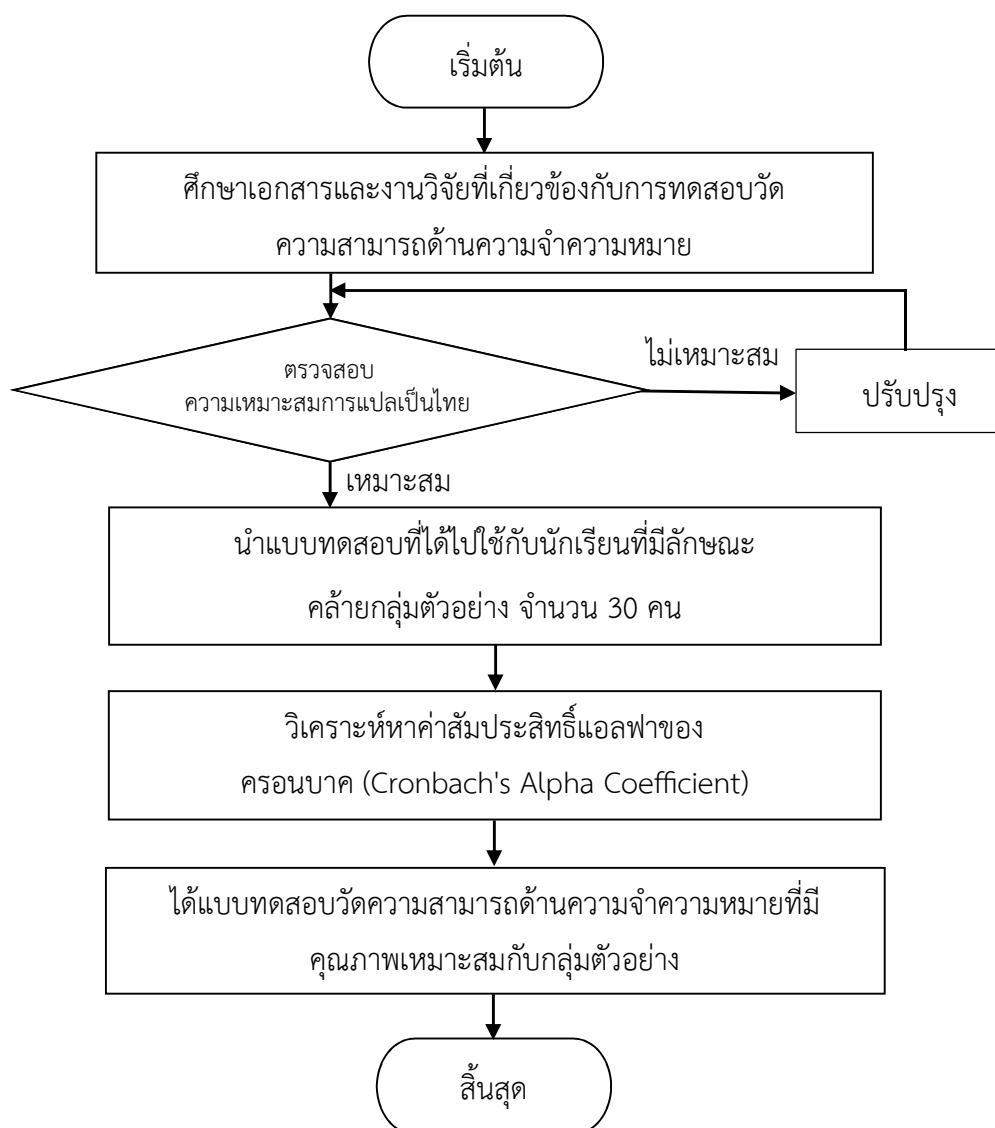 เริ่มต้น
ศึกษาเอกสารและงานวิจัยที่เกี่ยวข้องกับการทดสอบวัด
ความสามารถด้านความจำความหมาย
ตรวจสอบ
ความเหมาะสมการแปลเป็นไทย
ไม่เหมาะสม
ปรับปรุง
เหมาะสม
นำแบบทดสอบที่ได้ไปใช้กับนักเรียนที่มีลักษณะ
คล้ายกลุ่มตัวอย่าง จำนวน 30 คน
วิเคราะห์หาค่าสัมประสิทธิ์แอลฟาของ
ครอนบาค (Cronbach's Alpha Coefficient)
ได้แบบทดสอบวัดความสามารถด้านความจำความหมายที่มี
คุณภาพเหมาะสมกับกลุ่มตัวอย่าง
สิ้นสุด